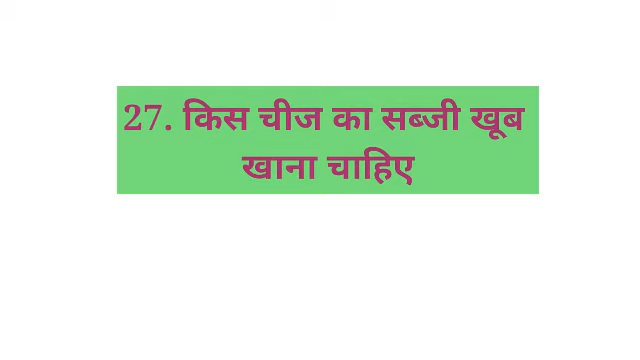 27. किस चीज का सब्जी खूब
खाना चाहिए